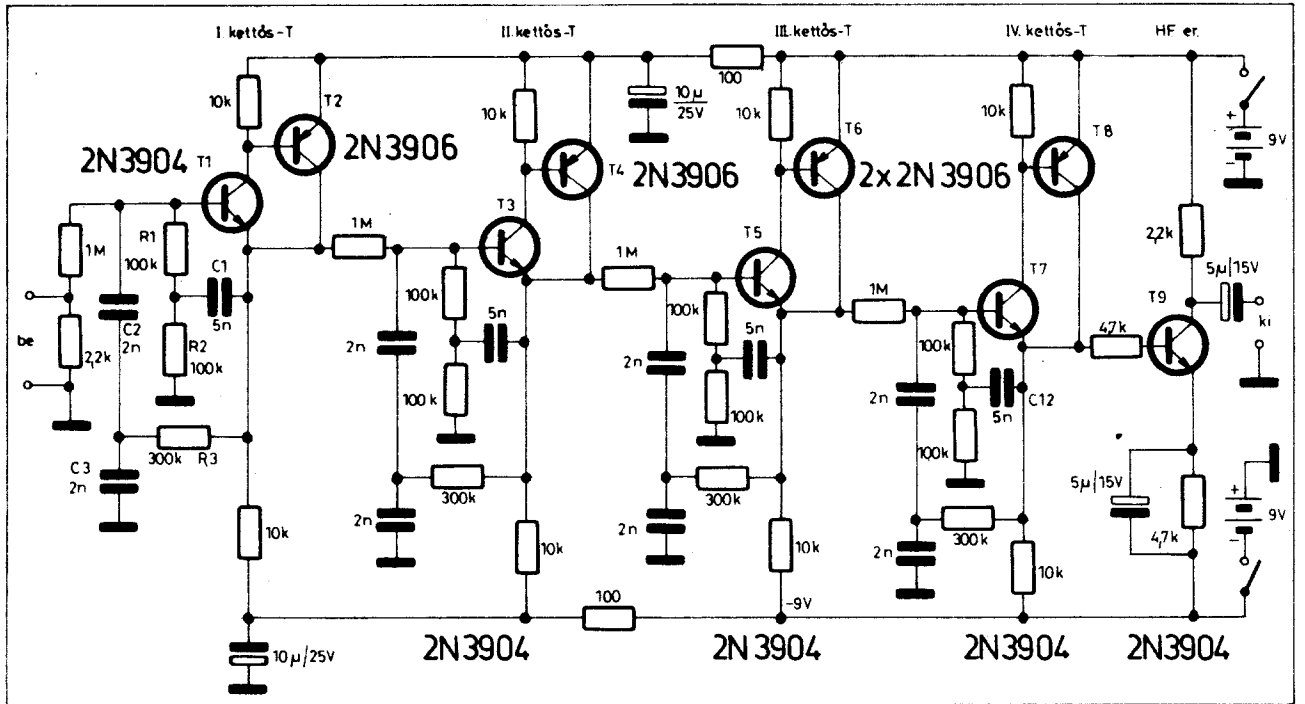 I. kettős-T
II. kettős-T
III. kettős-T
IV. kettős-T
HF er.
10k
T2
2N3904
T1
2N3906
10k
T4
2N3906
10µ
25V
100
10k
T6
2x2N3906
10k
T8
+
9V
-
1M
R1
100k
C1
5n
R2
100k
C2
2n
be
2,2k
C3
2n
300k
R3
10k
10µ/25V
1M
T3
100k
5n
2n
100k
300k
2n
10k
100
1M
T5
100k
5n
2n
100k
300k
2n
10k
-9V
1M
T7
100k
5n
C12
2n
100k
300k
2n
10k
2,2k
5µ/15V
T9
ki
4,7k
5µ/15V
4,7k
+
9V
-
2N3904
2N3904
2N3904
2N3904